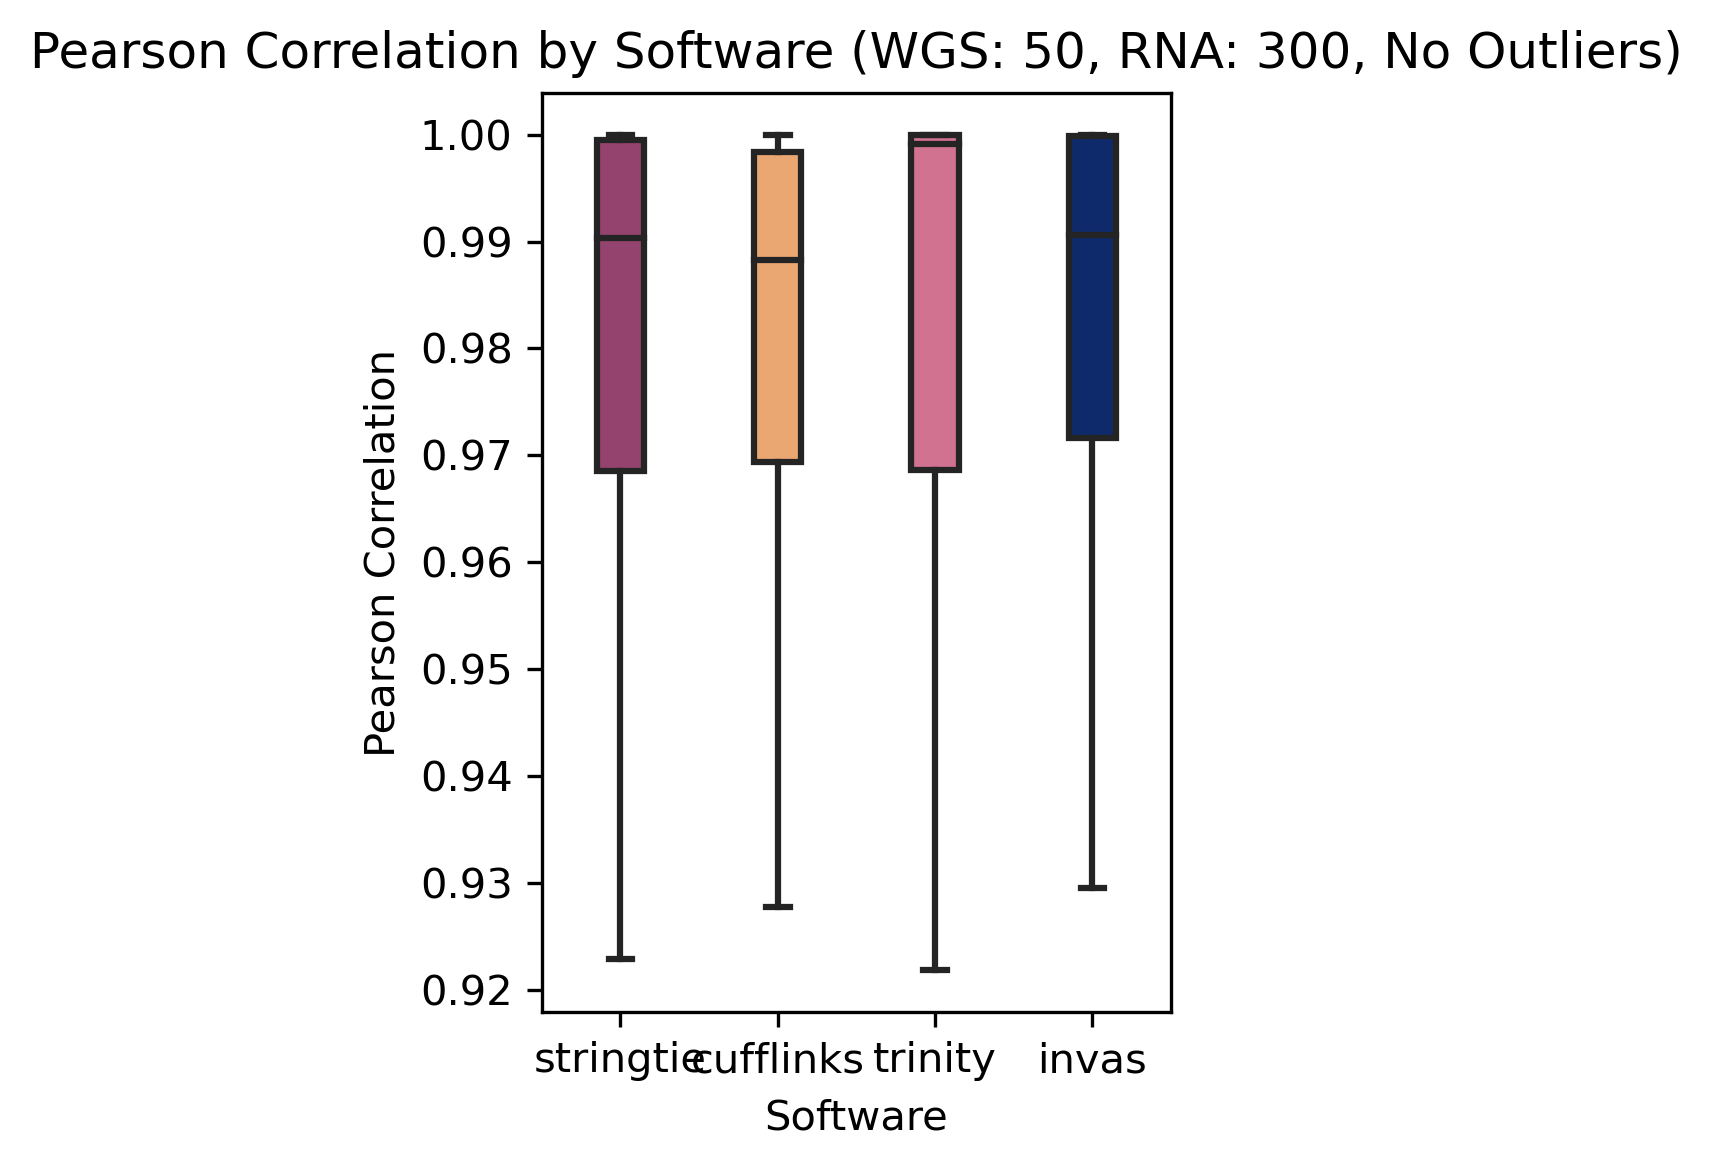 Pearson Correlation by Software (WGS: 50, RNA: 300, No Outliers)
1.00
0.99
0.98
0.97
0.96
0.95
0.94
0.93
0.92
Pearson Correlation
stringtie cufflinks trinity invas
Software